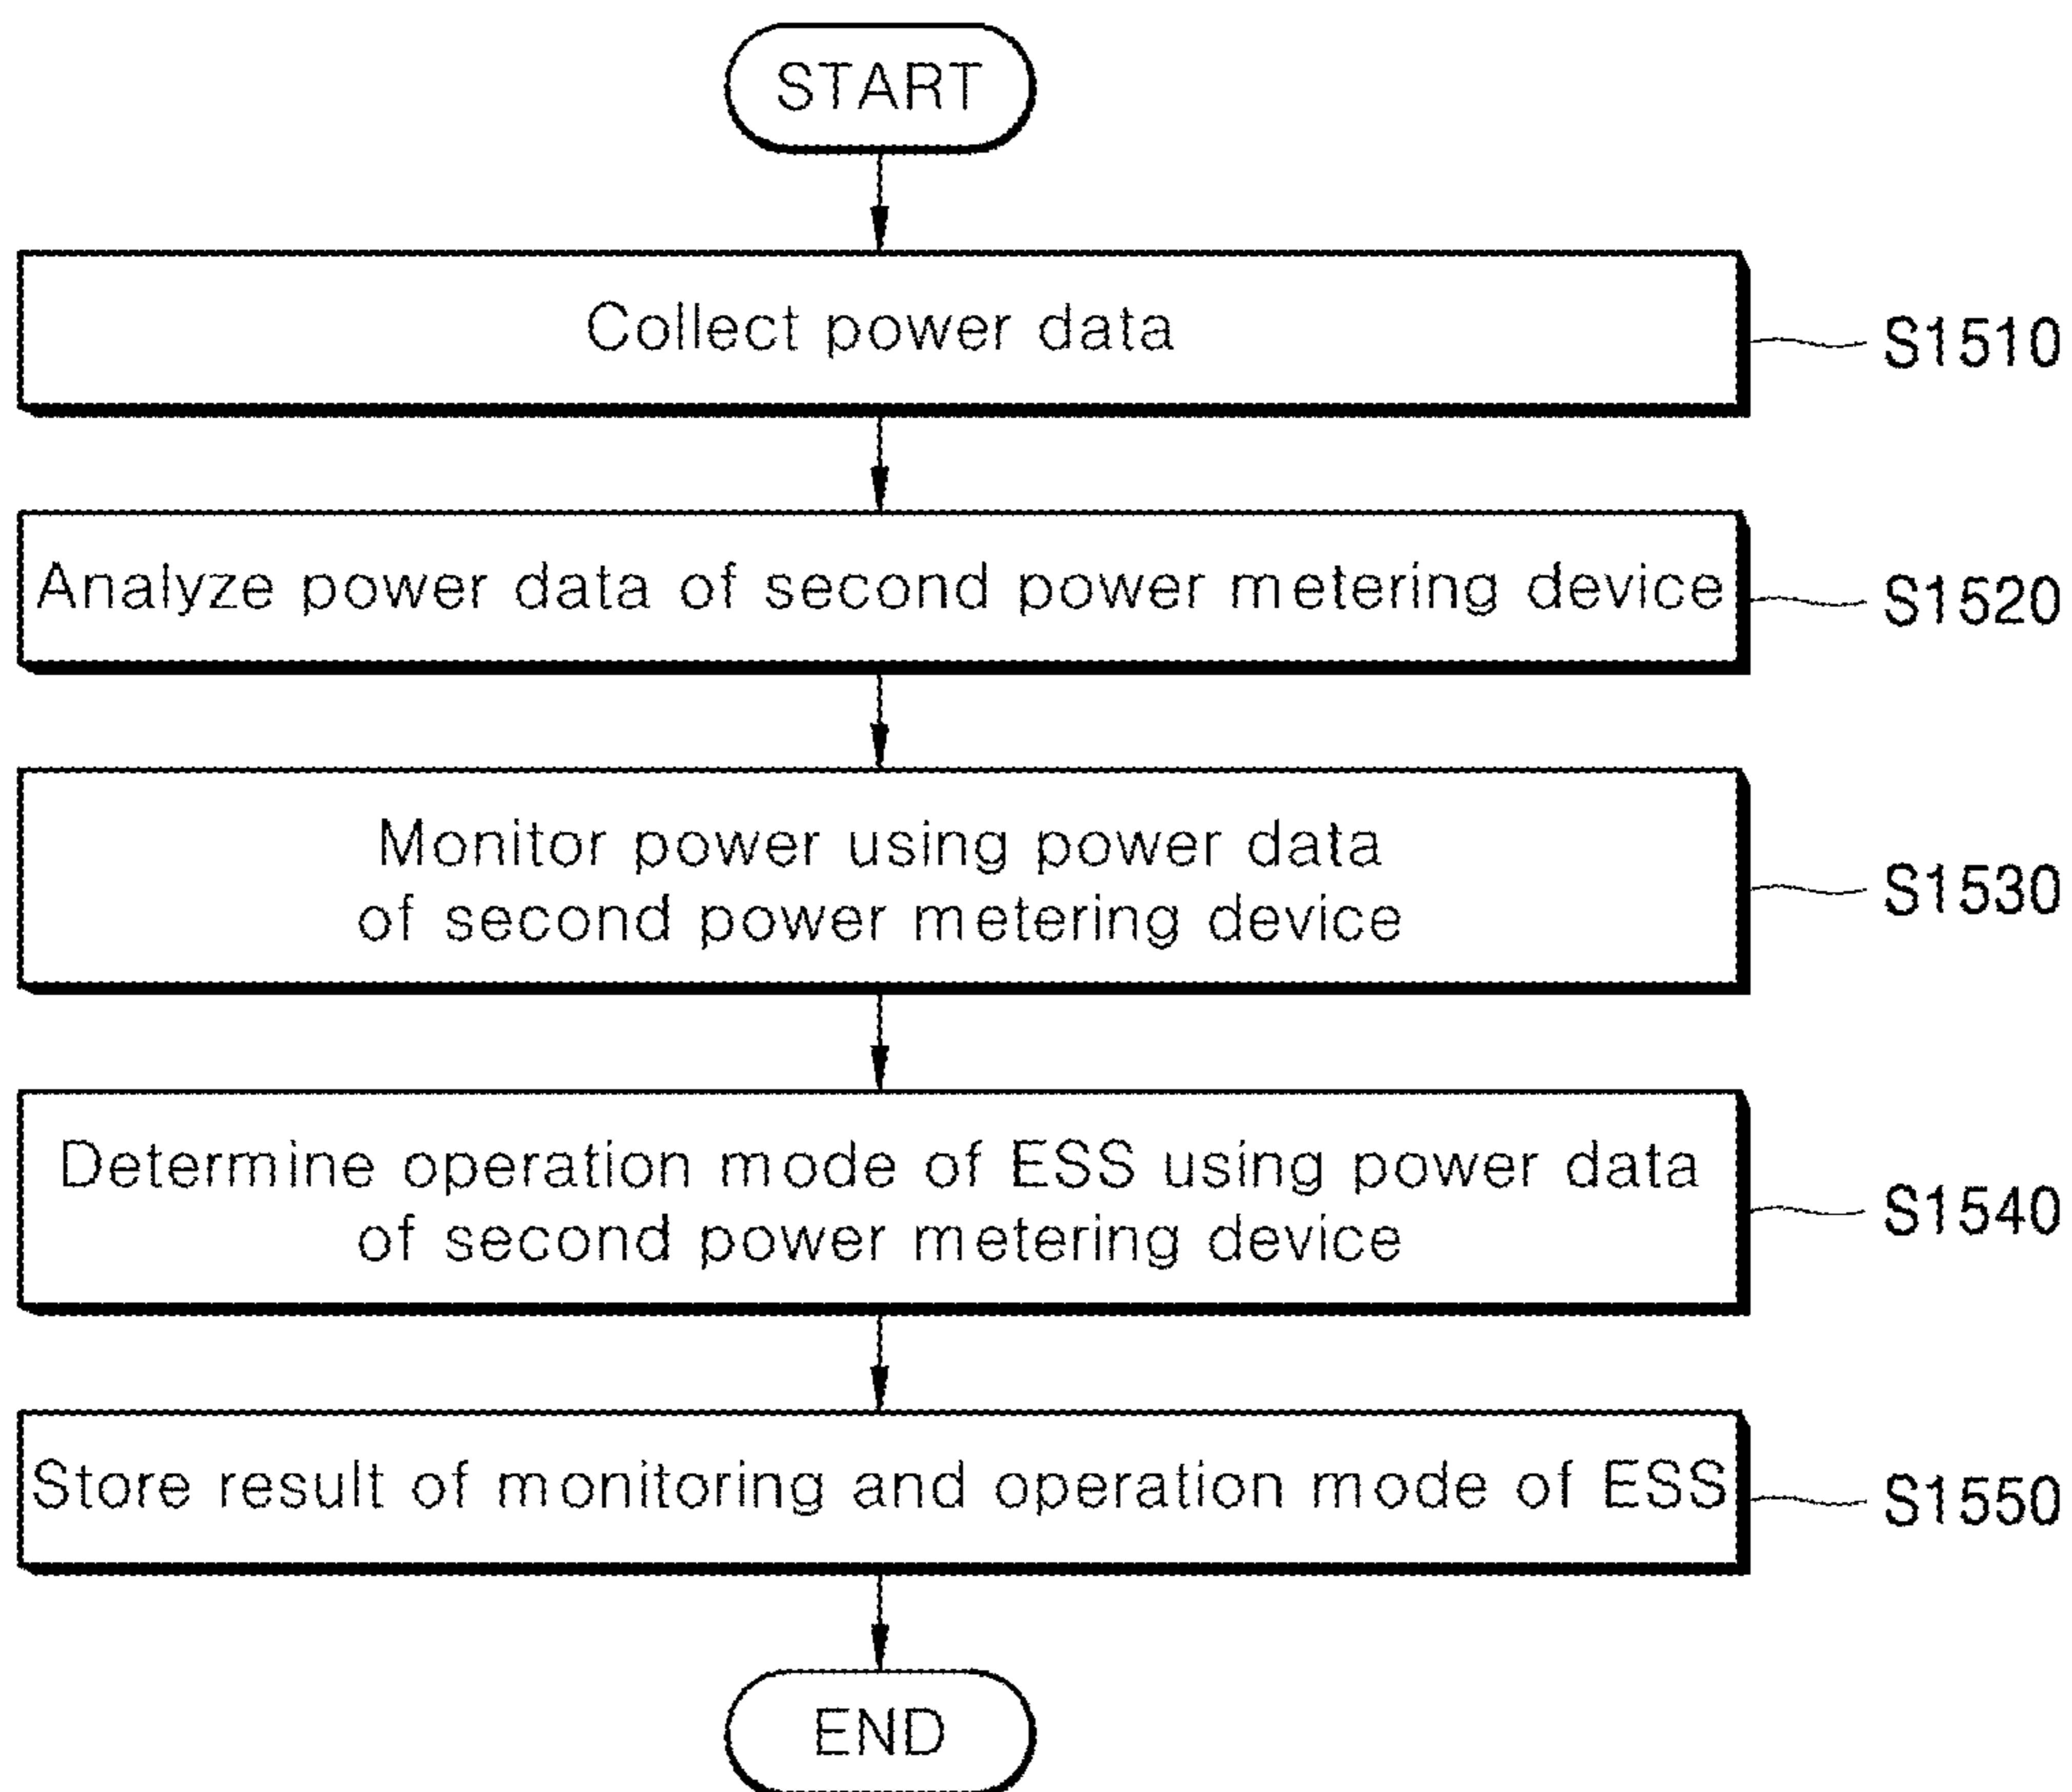 START
Collect power data
S1510
Analyze power data of second power metering device
S1520
Monitor power using power data
of second power metering device
S1530
Determine operation mode of ESS using power data
of second power metering device
S1540
Store result of monitoring and operation mode of ESS
S1550
END